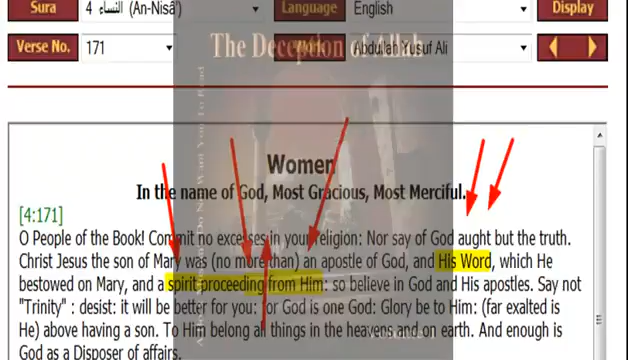 Sura 4 النساء (An-Nisâ') Language English Display
Verse No. 171 Abdullah Yusuf Ali
The Deception of Allah
Women
In the name of God, Most Gracious, Most Merciful.
[4:171]
O People of the Book! Commit no excesses in your religion: Nor say of God aught but the truth.
Christ Jesus the son of Mary was (no more than) an apostle of God, and His Word, which He
bestowed on Mary, and a spirit proceeding from Him: so believe in God and His apostles. Say not
"Trinity" : desist: it will be better for you: for God is one God: Glory be to Him: (far exalted is
He) above having a son. To Him belong all things in the heavens and on earth. And enough is
God as a Disposer of affairs.